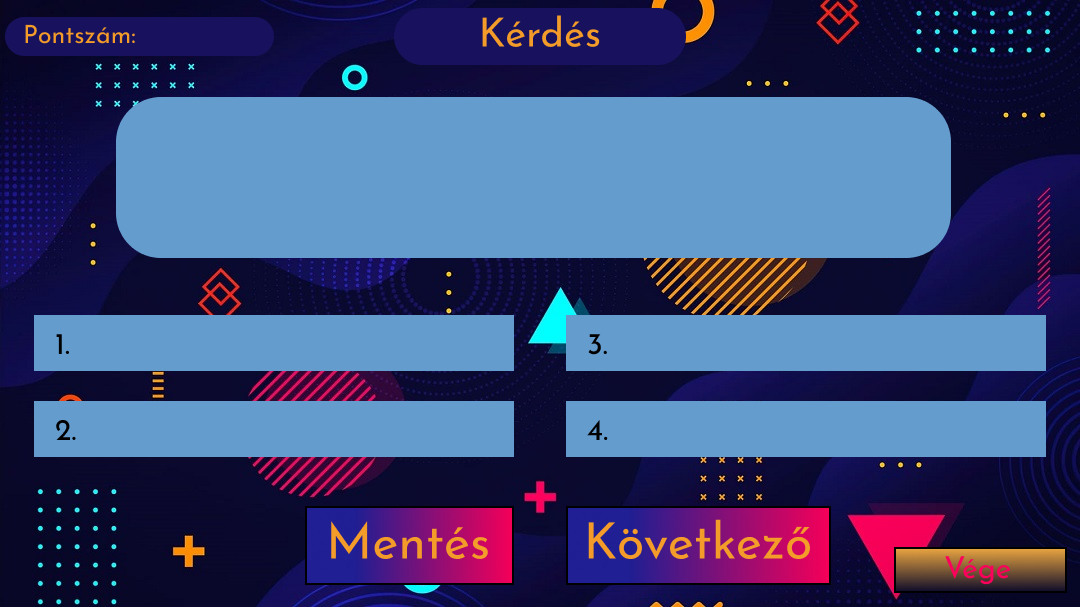 Pontszám:
Kérdés
1.
3.
2.
4.
Mentés
Következő
Vége